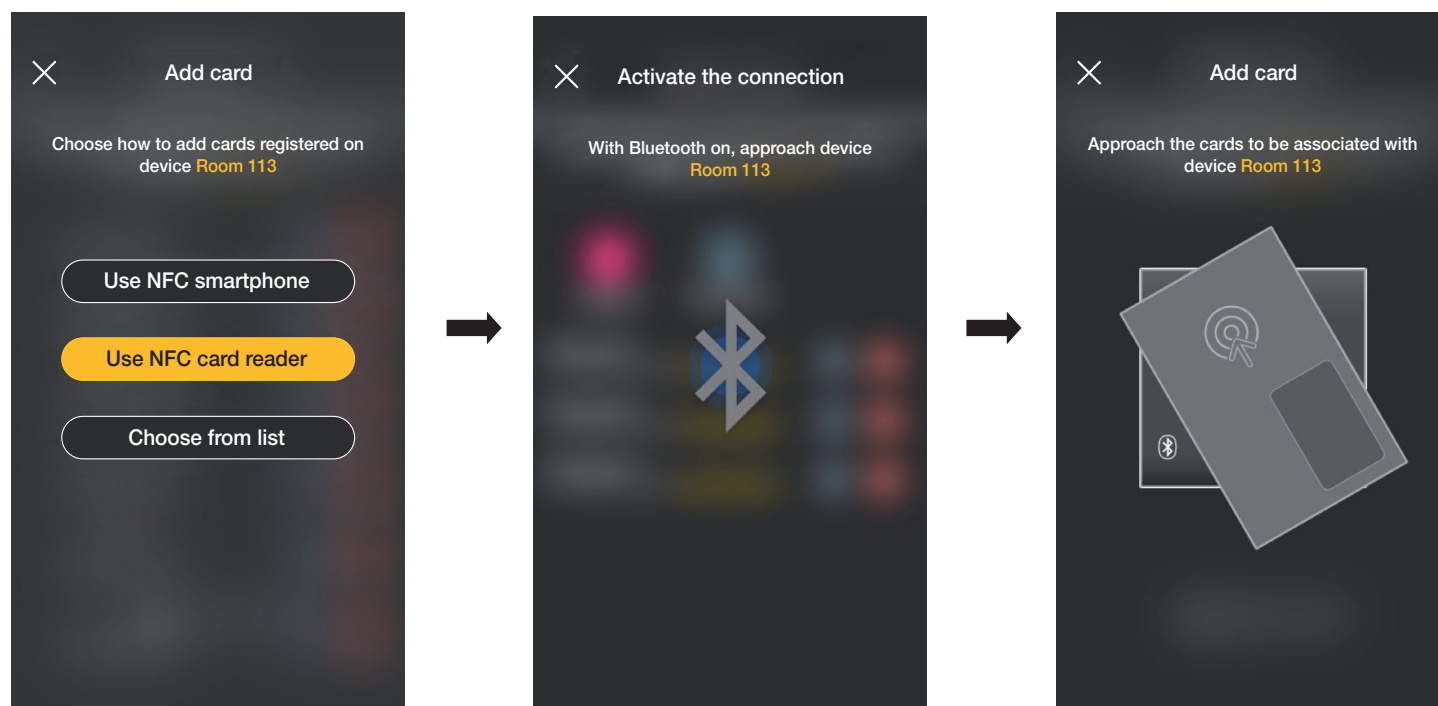 Add card
Choose how to add cards registered on
device Room 113
Use NFC smartphone
Use NFC card reader
Choose from list
Activate the connection
With Bluetooth on, approach device
Room 113
Add card
Approach the cards to be associated with
device Room 113